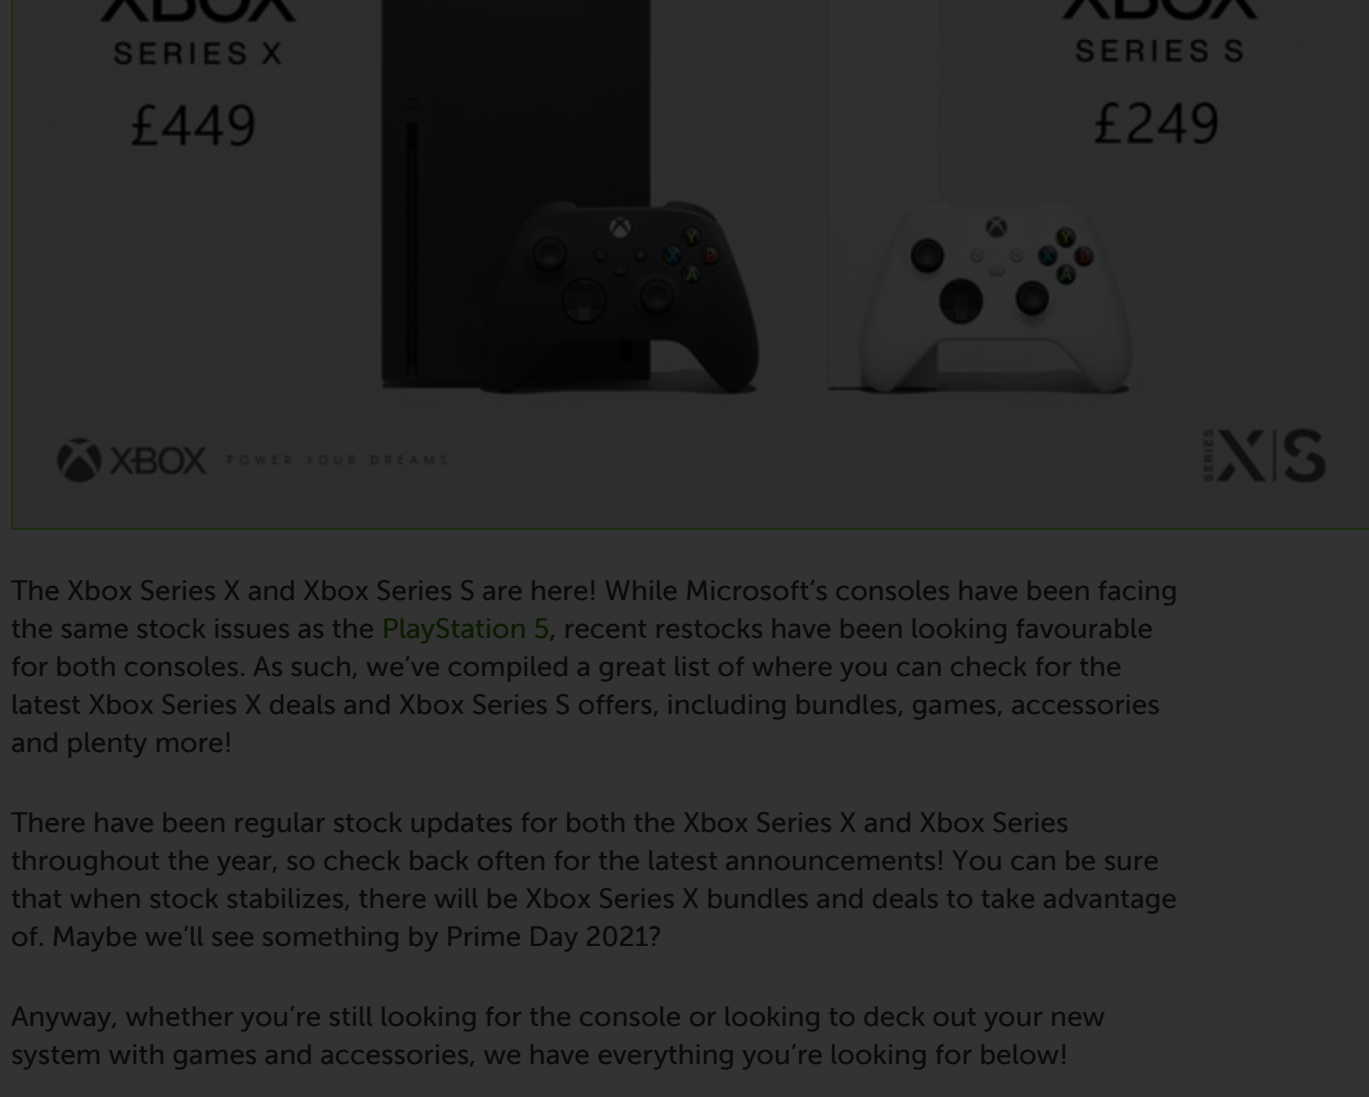 XBOX
SERIES X
£449
XBOX
SERIES S
£249
Y
X B
A
Y
X B
A
XBOX POWER YOUR DREAMS
SERIES X|S
The Xbox Series X and Xbox Series S are here! While Microsoft’s consoles have been facing
the same stock issues as the PlayStation 5, recent restocks have been looking favourable
for both consoles. As such, we’ve compiled a great list of where you can check for the
latest Xbox Series X deals and Xbox Series S offers, including bundles, games, accessories
and plenty more!
There have been regular stock updates for both the Xbox Series X and Xbox Series
throughout the year, so check back often for the latest announcements! You can be sure
that when stock stabilizes, there will be Xbox Series X bundles and deals to take advantage
of. Maybe we’ll see something by Prime Day 2021?
Anyway, whether you’re still looking for the console or looking to deck out your new
system with games and accessories, we have everything you’re looking for below!